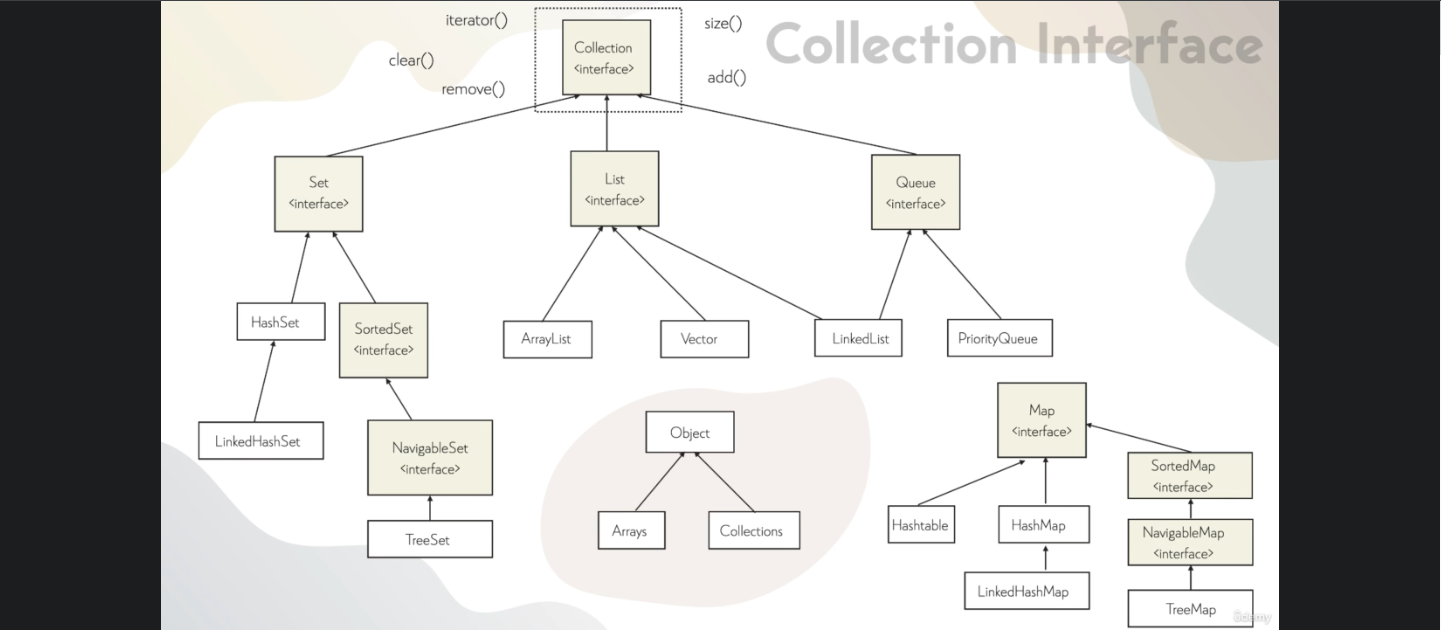 Collection Interface
iterator()
size()
clear()
add()
remove()
Collection
<interface>
Set
<interface>
List
<interface>
Queue
<interface>
HashSet
SortedSet
<interface>
ArrayList
Vector
LinkedList
PriorityQueue
LinkedHashSet
NavigableSet
<interface>
TreeSet
Object
Arrays
Collections
Map
<interface>
SortedMap
<interface>
Hashtable
HashMap
NavigableMap
<interface>
LinkedHashMap
TreeMap
ûdemy